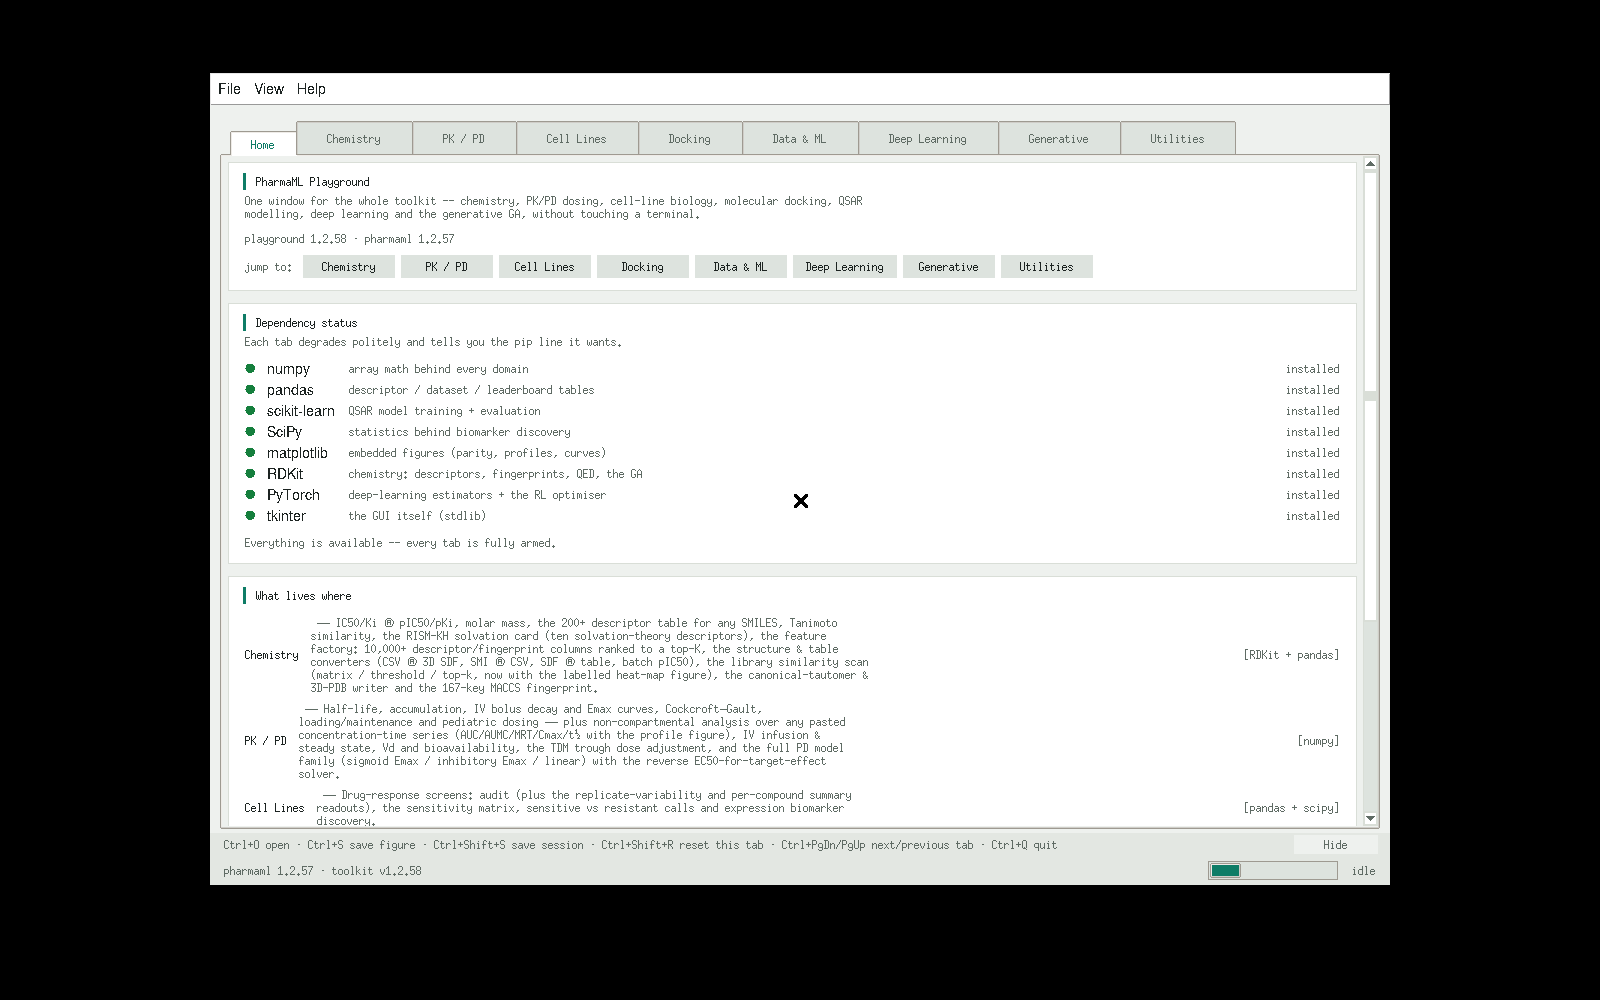 File View Help
Home Chemistry PK / PD Cell Lines Docking Data & ML Deep Learning Generative Utilities
PharmaML Playground
One window for the whole toolkit -- chemistry, PK/PD dosing, cell-line biology, molecular docking, QSAR
modelling, deep learning and the generative GA, without touching a terminal.
playground 1.2.58 · pharmaml 1.2.57
jump to: Chemistry PK / PD Cell Lines Docking Data & ML Deep Learning Generative Utilities
Dependency status
Each tab degrades politely and tells you the pip line it wants.
numpy array math behind every domain installed
pandas descriptor / dataset / leaderboard tables installed
scikit-learn QSAR model training + evaluation installed
SciPy statistics behind biomarker discovery installed
matplotlib embedded figures (parity, profiles, curves) installed
RDKit chemistry: descriptors, fingerprints, QED, the GA installed
PyTorch deep-learning estimators + the RL optimiser installed
tkinter the GUI itself (stdlib) installed
Everything is available -- every tab is fully armed.
What lives where
— IC50/Ki ® pIC50/pKi, molar mass, the 200+ descriptor table for any SMILES, Tanimoto
similarity, the RISM-KH solvation card (ten solvation-theory descriptors), the feature
factory: 10,000+ descriptor/fingerprint columns ranked to a top-K, the structure & table
Chemistry converters (CSV ® 3D SDF, SMI ® CSV, SDF ® table, batch pIC50), the library similarity scan [RDKit + pandas]
(matrix / threshold / top-k, now with the labelled heat-map figure), the canonical-tautomer &
3D-PDB writer and the 167-key MACCS fingerprint.
— Half-life, accumulation, IV bolus decay and Emax curves, Cockcroft–Gault,
loading/maintenance and pediatric dosing — plus non-compartmental analysis over any pasted
concentration-time series (AUC/AUMC/MRT/Cmax/t½ with the profile figure), IV infusion &
PK / PD steady state, Vd and bioavailability, the TDM trough dose adjustment, and the full PD model [numpy]
family (sigmoid Emax / inhibitory Emax / linear) with the reverse EC50-for-target-effect
solver.
— Drug-response screens: audit (plus the replicate-variability and per-compound summary
Cell Lines readouts), the sensitivity matrix, sensitive vs resistant calls and expression biomarker [pandas + scipy]
discovery.
Ctrl+O open · Ctrl+S save figure · Ctrl+Shift+S save session · Ctrl+Shift+R reset this tab · Ctrl+PgDn/PgUp next/previous tab · Ctrl+Q quit Hide
pharmaml 1.2.57 · toolkit v1.2.58 idle